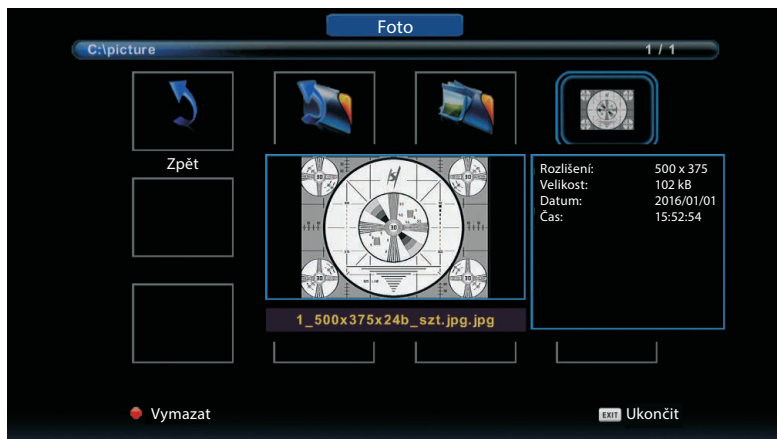 Foto
C:\picture 1 / 1
Zpět
Rozlišení: 500 x 375
Velikost: 102 kB
Datum: 2016/01/01
Čas: 15:52:54
1_500x375x24b_szt.jpg.jpg
Vymazat
EXIT Ukončit